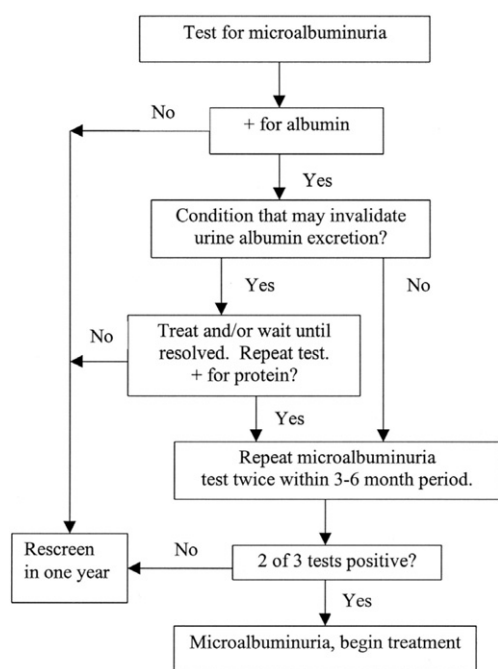 Test for microalbuminuria
No
+ for albumin
Yes
Condition that may invalidate
urine albumin excretion?
Yes
No
No
Treat and/or wait until
resolved. Repeat test.
+ for protein?
Yes
Repeat microalbuminuria
test twice within 3-6 month period.
Rescreen
in one year
No
2 of 3 tests positive?
Yes
Microalbuminuria, begin treatment